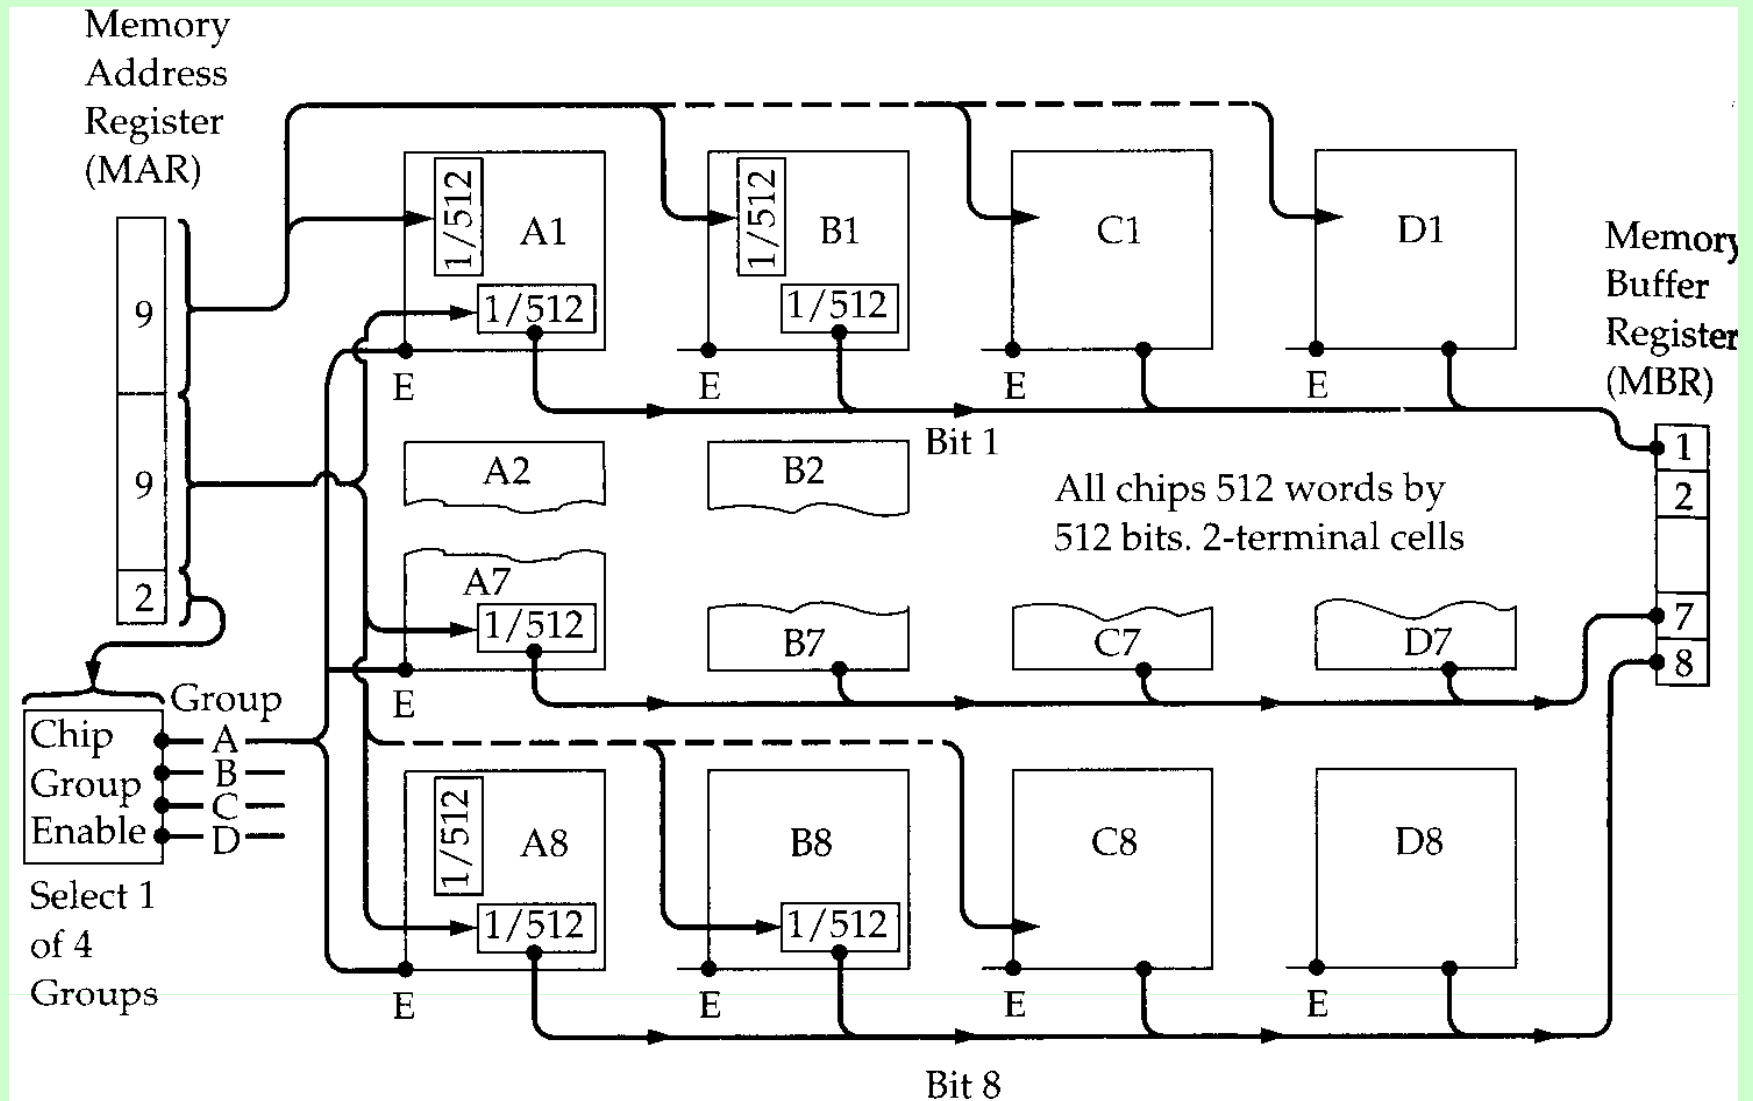 Memory
Address
Register
(MAR)
9
9
2
1/512
A1
1/512
E
1/512
B1
1/512
E
C1
E
D1
E
Memory
Buffer
Register
(MBR)
Bit 1
1
2
7
8
A2
B2
All chips 512 words by
512 bits. 2-terminal cells
A7
1/512
E
B7
C7
D7
Group
Chip
Group
Enable
A
B
C
D
Select 1
of 4
Groups
1/512
A8
1/512
E
B8
1/512
E
C8
E
D8
E
Bit 8